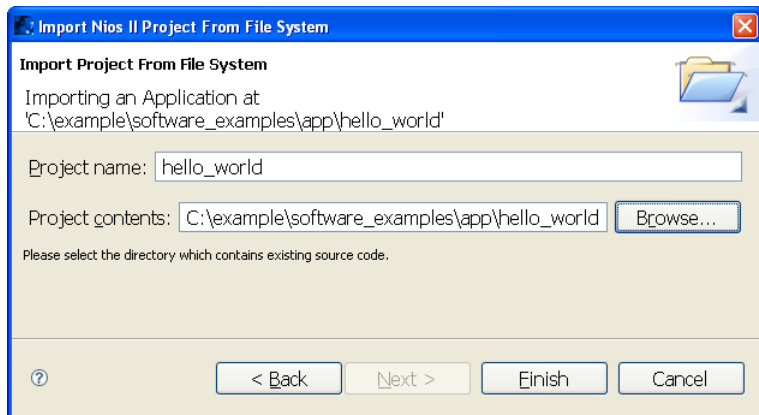 Import Nios II Project From File System
Import Project From File System
Importing an Application at
'C:\example\software_examples\app\hello_world'
Project name: hello_world
Project contents: C:\example\software_examples\app\hello_world Browse...
Please select the directory which contains existing source code.
? < Back Next > Finish Cancel